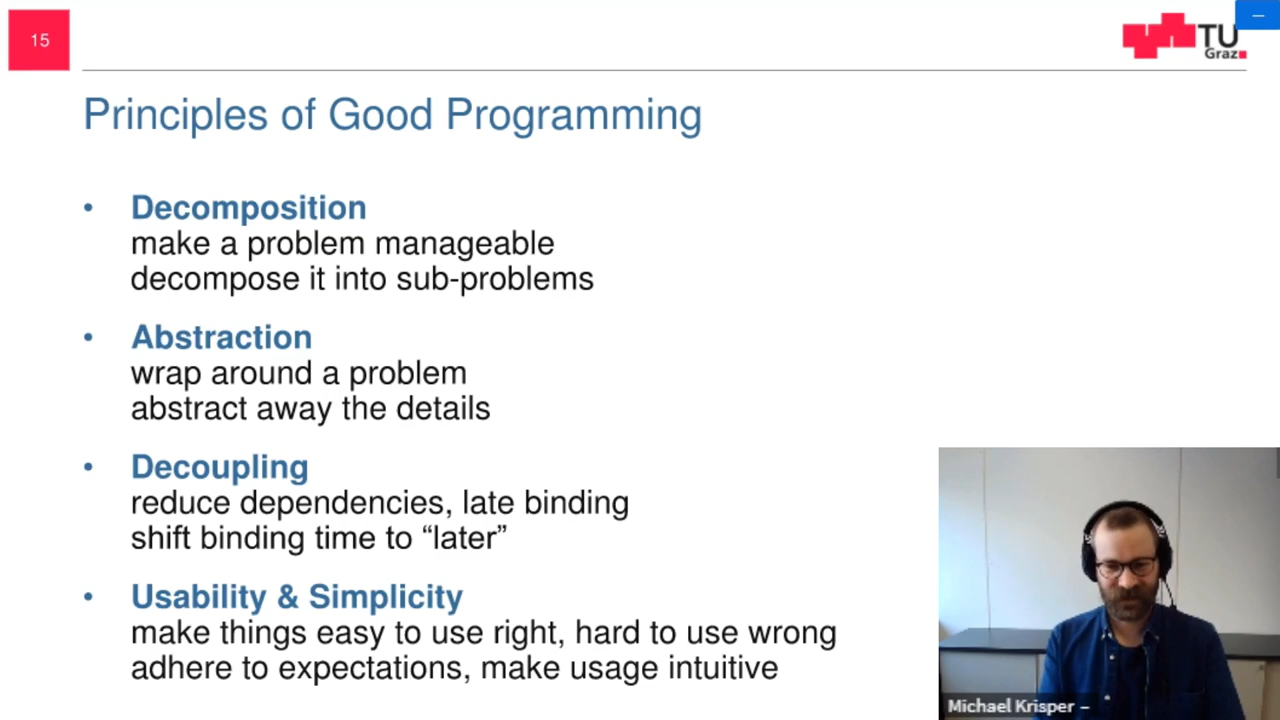 15
TU
Graz
Principles of Good Programming
• Decomposition
make a problem manageable
decompose it into sub-problems
• Abstraction
wrap around a problem
abstract away the details
• Decoupling
reduce dependencies, late binding
shift binding time to “later”
• Usability & Simplicity
make things easy to use right, hard to use wrong
adhere to expectations, make usage intuitive
Michael Krisper –